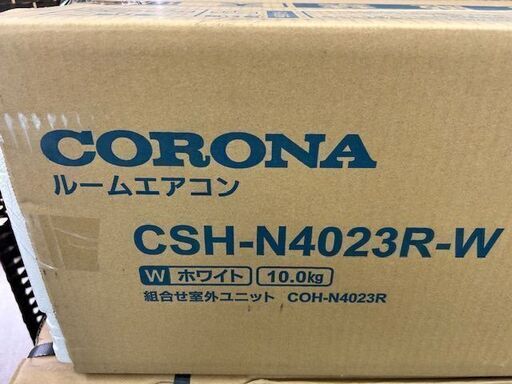 CORONA
ルームエアコン
CSH-N4023R-W
W ホワイト 10.0kg
組合せ室外ユニット COH-N4023R